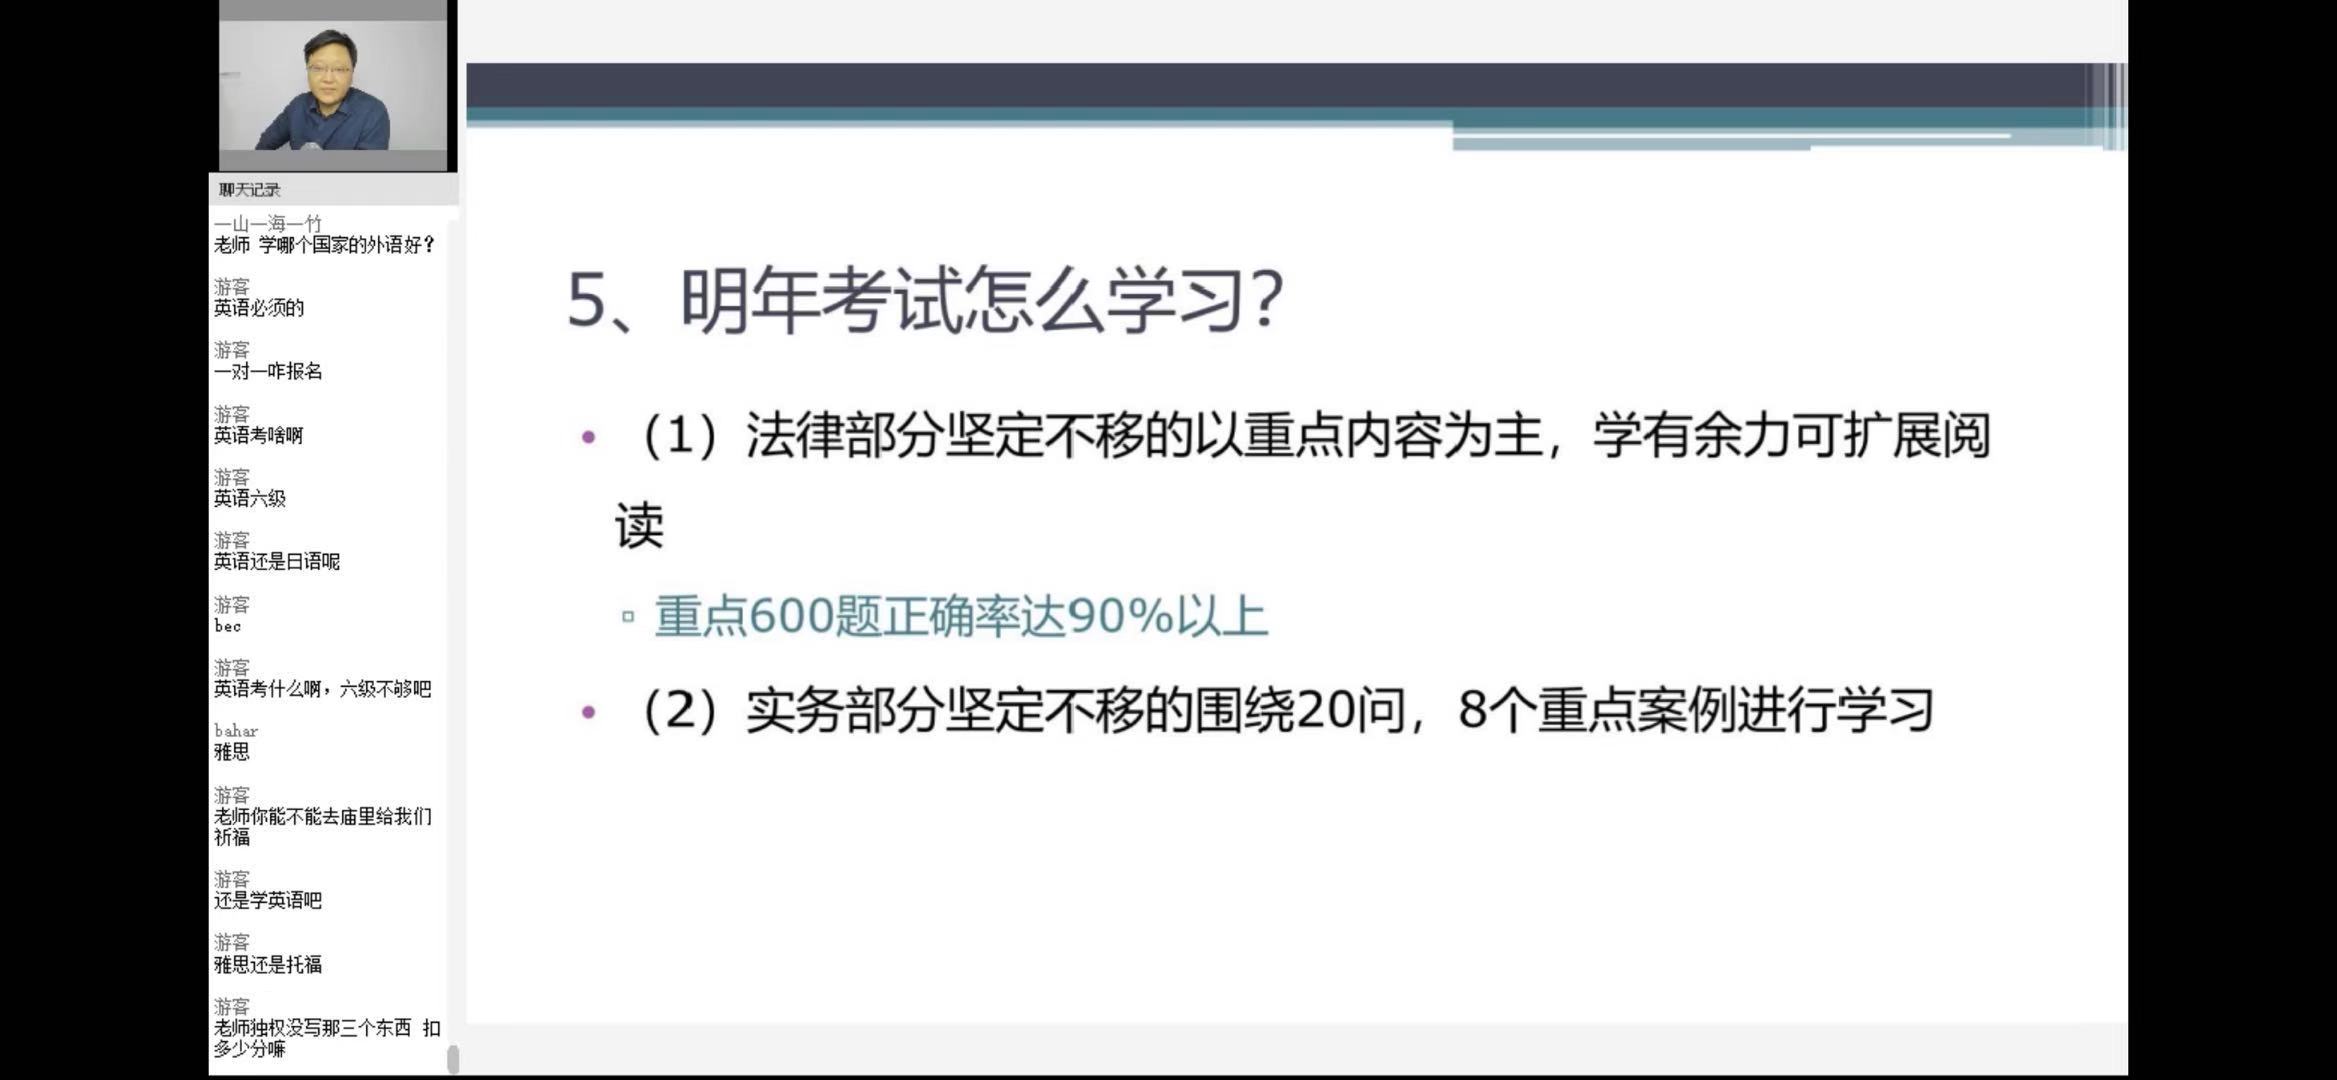 聊天记录
一山一海一竹
老师 学哪个国家的外语好？
游客
英语必须的
游客
一对一咋报名
游客
英语考啥啊
游客
英语六级
游客
英语还是日语呢
游客
bec
游客
英语考什么啊，六级不够吧
bahar
雅思
游客
老师你能不能去庙里给我们
祈福
游客
还是学英语吧
游客
雅思还是托福
游客
老师独权没写那三个东西 扣
多少分嘛
5、明年考试怎么学习？
• （1）法律部分坚定不移的以重点内容为主，学有余力可扩展阅
读
▫ 重点600题正确率达90%以上
• （2）实务部分坚定不移的围绕20问，8个重点案例进行学习